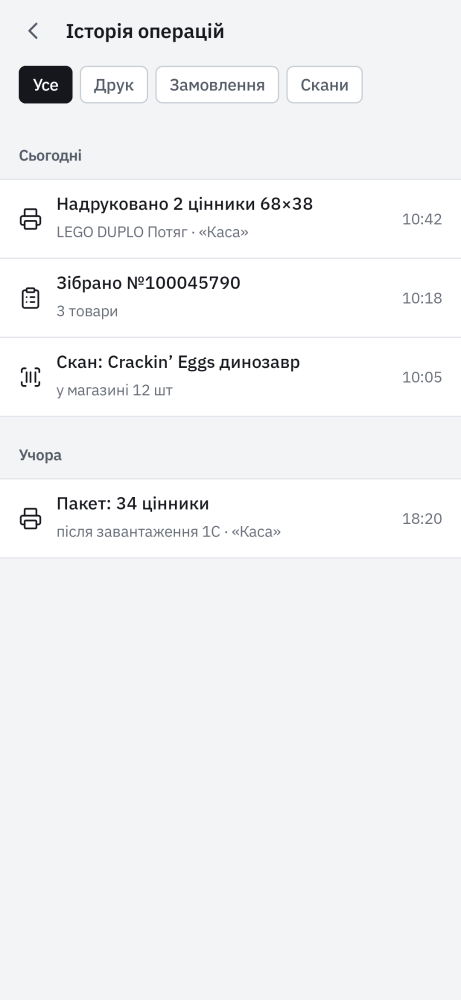 Історія операцій
Усе Друк Замовлення Скани
Сьогодні
Надруковано 2 цінники 68×38
LEGO DUPLO Потяг · «Каса»
10:42
Зібрано №100045790
3 товари
10:18
Скан: Crackin’ Eggs динозавр
у магазині 12 шт
10:05
Учора
Пакет: 34 цінники
після завантаження 1С · «Каса»
18:20